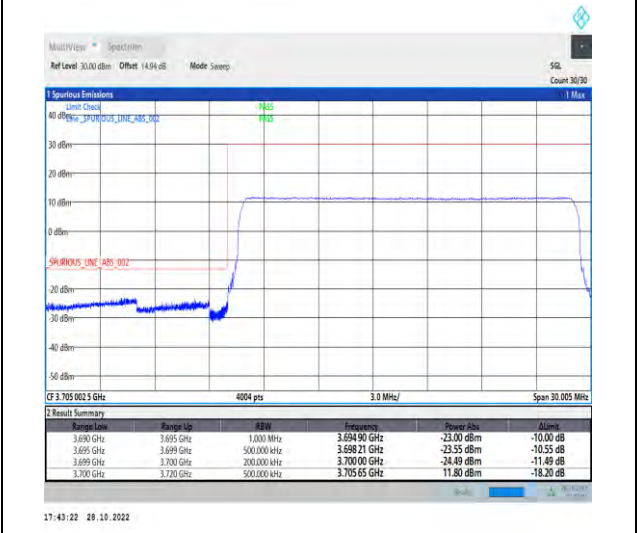 MultiView Spectrum
Ref Level 30.00 dBm Offset 14.94 dB Mode Sweep SGL
Count 30/30
1 Spurious Emissions 1 Max
Limit Check PASS
40 dBm Line _SPURIOUS_LINE_ABS_002 PASS
30 dBm
20 dBm
10 dBm
0 dBm
_SPURIOUS_LINE_ABS_002
-20 dBm
-30 dBm
-40 dBm
-50 dBm
CF 3.705 002 5 GHz 4004 pts 3.0 MHz/ Span 30.005 MHz
2 Result Summary
Range Low Range Up RBW Frequency Power Abs ΔLimit
3.690 GHz 3.695 GHz 1.000 MHz 3.694 90 GHz -23.00 dBm -10.00 dB
3.695 GHz 3.699 GHz 500.000 kHz 3.698 21 GHz -23.55 dBm -10.55 dB
3.699 GHz 3.700 GHz 200.000 kHz 3.700 00 GHz -24.49 dBm -11.49 dB
3.700 GHz 3.720 GHz 500.000 kHz 3.705 65 GHz 11.80 dBm -18.20 dB
17:43:22 28.10.2022